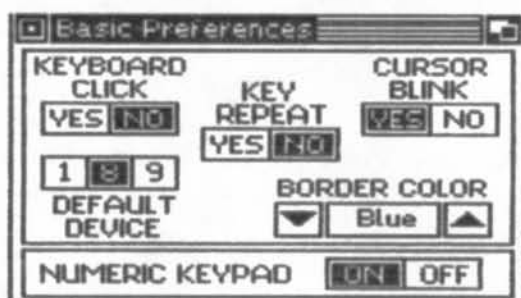 Basic Preferences
KEYBOARD CLICK
YES NO
KEY REPEAT
YES NO
CURSOR BLINK
YES NO
1 8 9
DEFAULT DEVICE
BORDER COLOR
Blue
NUMERIC KEYPAD ON OFF